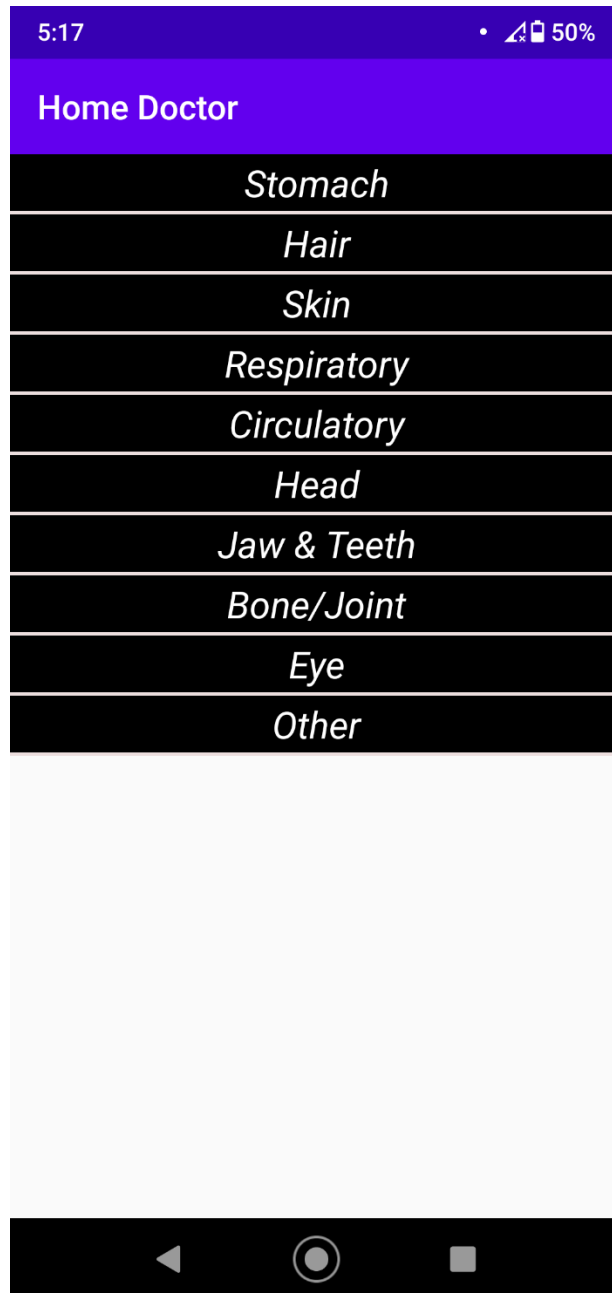 5:17 50%
Home Doctor
Stomach
Hair
Skin
Respiratory
Circulatory
Head
Jaw & Teeth
Bone/Joint
Eye
Other